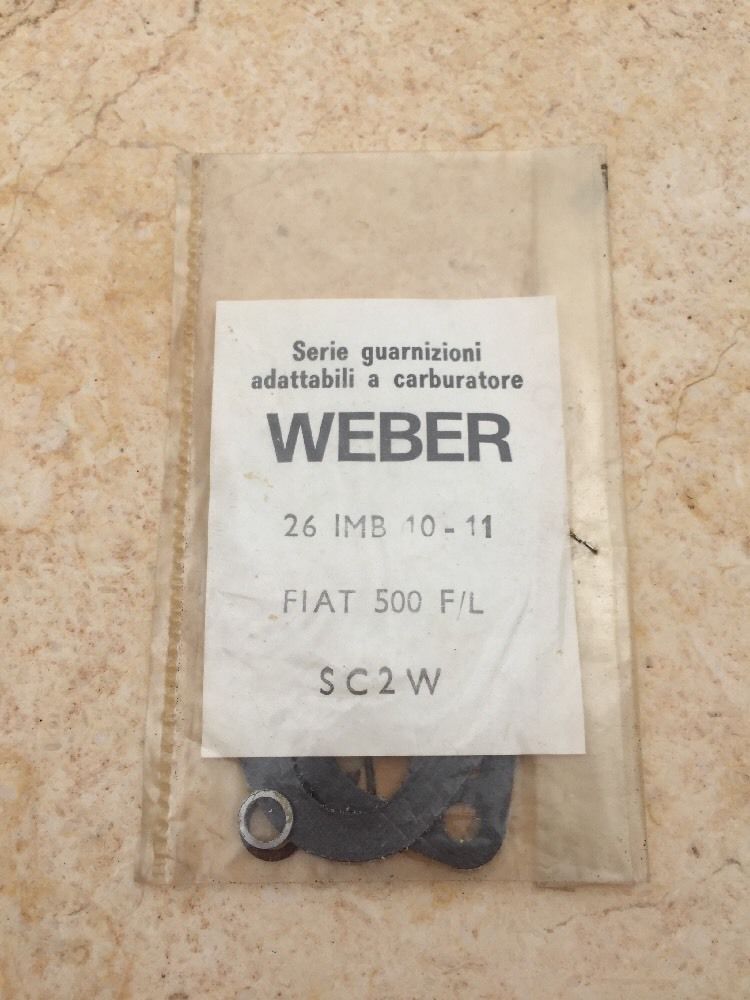 Serie guarnizioni
adattabili a carburatore
WEBER
26 IMB 10-11
FIAT 500 F/L
SC2W